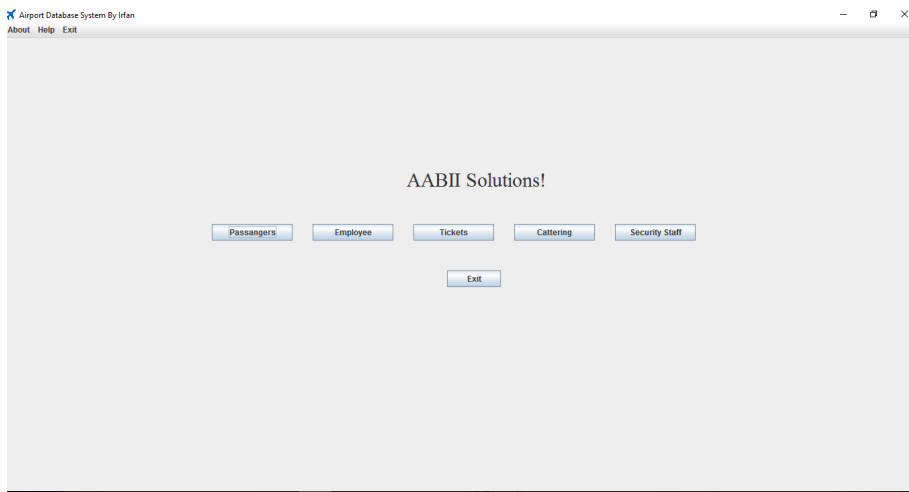 Airport Database System By Irfan
About Help Exit
AABII Solutions!
Passangers Employee Tickets Cattering Security Staff
Exit